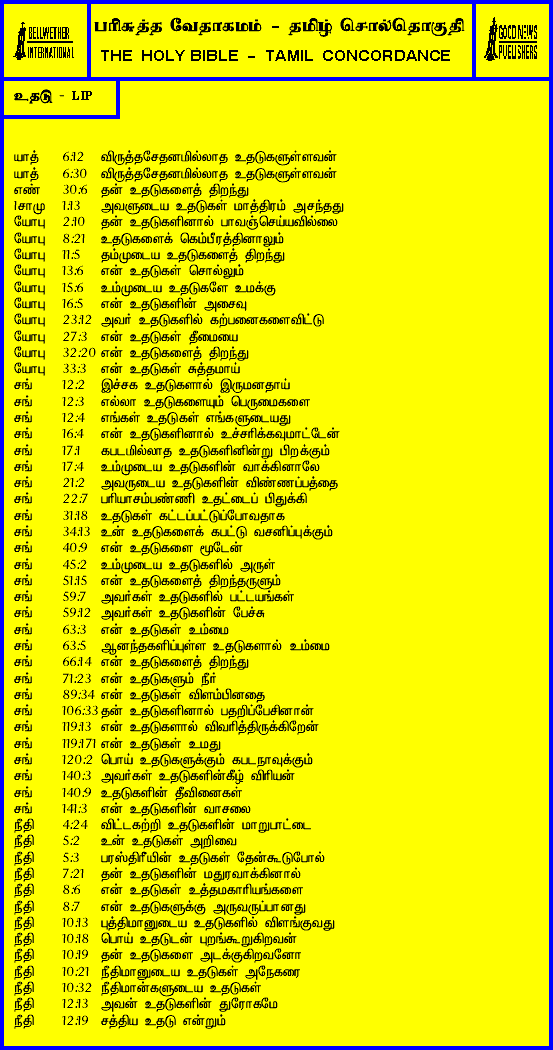 BELLWETHER
INTERNATIONAL
பரிசுத்த வேதாகமம் - தமிழ் சொல்தொகுதி
THE HOLY BIBLE - TAMIL CONCORDANCE
GOOD NEWS
PUBLISHERS
உதடு - LIP
யாத் 6:12 விருத்தசேதனமில்லாத உதடுகளுள்ளவன்
யாத் 6:30 விருத்தசேதனமில்லாத உதடுகளுள்ளவன்
எண் 30:6 தன் உதடுகளைத் திறந்து
1சாமு 1:13 அவளுடைய உதடுகள் மாத்திரம் அசந்தது
யோபு 2:10 தன் உதடுகளினால் பாவஞ்செய்யவில்லை
யோபு 8:21 உதடுகளைக் கெம்பீரத்தினாலும்
யோபு 11:5 தம்முடைய உதடுகளைத் திறந்து
யோபு 13:6 என் உதடுகள் சொல்லும்
யோபு 15:6 உம்முடைய உதடுகளே உமக்கு
யோபு 16:5 என் உதடுகளின் அசைவு
யோபு 23:12 அவர் உதடுகளில் கற்பனைகளைவிட்டு
யோபு 27:3 என் உதடுகள் தீமையை
யோபு 32:20 என் உதடுகளைத் திறந்து
யோபு 33:3 என் உதடுகள் சுத்தமாய்
சங் 12:2 இச்சக உதடுகளால் இருமனதாய்
சங் 12:3 எல்லா உதடுகளையும் பெருமைகளை
சங் 12:4 எங்கள் உதடுகள் எங்களுடையது
சங் 16:4 என் உதடுகளினால் உச்சரிக்கவுமாட்டேன்
சங் 17:1 கபடமில்லாத உதடுகளினின்று பிறக்கும்
சங் 17:4 உம்முடைய உதடுகளின் வாக்கினாலே
சங் 21:2 அவருடைய உதடுகளின் விண்ணப்பத்தை
சங் 22:7 பரியாசம்பண்ணி உதட்டைப் பிதுக்கி
சங் 31:18 உதடுகள் கட்டப்பட்டுப்போவதாக
சங் 34:13 உன் உதடுகளைக் கபட்டு வசனிப்புக்கும்
சங் 40:9 என் உதடுகளை மூடேன்
சங் 45:2 உம்முடைய உதடுகளில் அருள்
சங் 51:15 என் உதடுகளைத் திறந்தருளும்
சங் 59:7 அவர்கள் உதடுகளில் பட்டயங்கள்
சங் 59:12 அவர்கள் உதடுகளின் பேச்சு
சங் 63:3 என் உதடுகள் உம்மை
சங் 63:5 ஆனந்தகளிப்புள்ள உதடுகளால் உம்மை
சங் 66:14 என் உதடுகளைத் திறந்து
சங் 71:23 என் உதடுகளும் நீர்
சங் 89:34 என் உதடுகள் விளம்பினதை
சங் 106:33 தன் உதடுகளினால் பதறிப்பேசினான்
சங் 119:13 என் உதடுகளால் விவரித்திருக்கிறேன்
சங் 119:171 என் உதடுகள் உமது
சங் 120:2 பொய் உதடுகளுக்கும் கபடநாவுக்கும்
சங் 140:3 அவர்கள் உதடுகளின்கீழ் விரியன்
சங் 140:9 உதடுகளின் தீவினைகள்
சங் 141:3 என் உதடுகளின் வாசலை
நீதி 4:24 விட்டகற்றி உதடுகளின் மாறுபாட்டை
நீதி 5:2 உன் உதடுகள் அறிவை
நீதி 5:3 பரஸ்திரீயின் உதடுகள் தேன்கூடுபோல்
நீதி 7:21 தன் உதடுகளின் மதுரவாக்கினால்
நீதி 8:6 என் உதடுகள் உத்தமகாரியங்களை
நீதி 8:7 என் உதடுகளுக்கு அருவருப்பானது
நீதி 10:13 புத்திமானுடைய உதடுகளில் விளங்குவது
நீதி 10:18 பொய் உதடுடன் புறங்கூறுகிறவன்
நீதி 10:19 தன் உதடுகளை அடக்குகிறவனோ
நீதி 10:21 நீதிமானுடைய உதடுகள் அநேகரை
நீதி 10:32 நீதிமான்களுடைய உதடுகள்
நீதி 12:13 அவன் உதடுகளின் துரோகமே
நீதி 12:19 சத்திய உதடு என்றும்